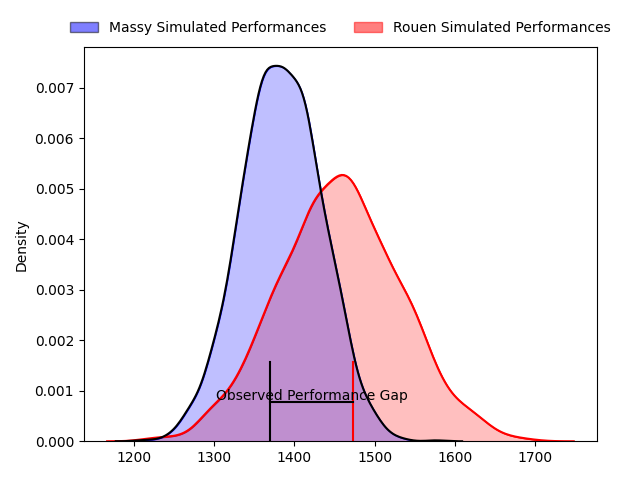 Massy Simulated Performances Rouen Simulated Performances
0.007
0.006
0.005
0.004
0.003
0.002
0.001
0.000
Density
Observed Performance Gap
1200 1300 1400 1500 1600 1700